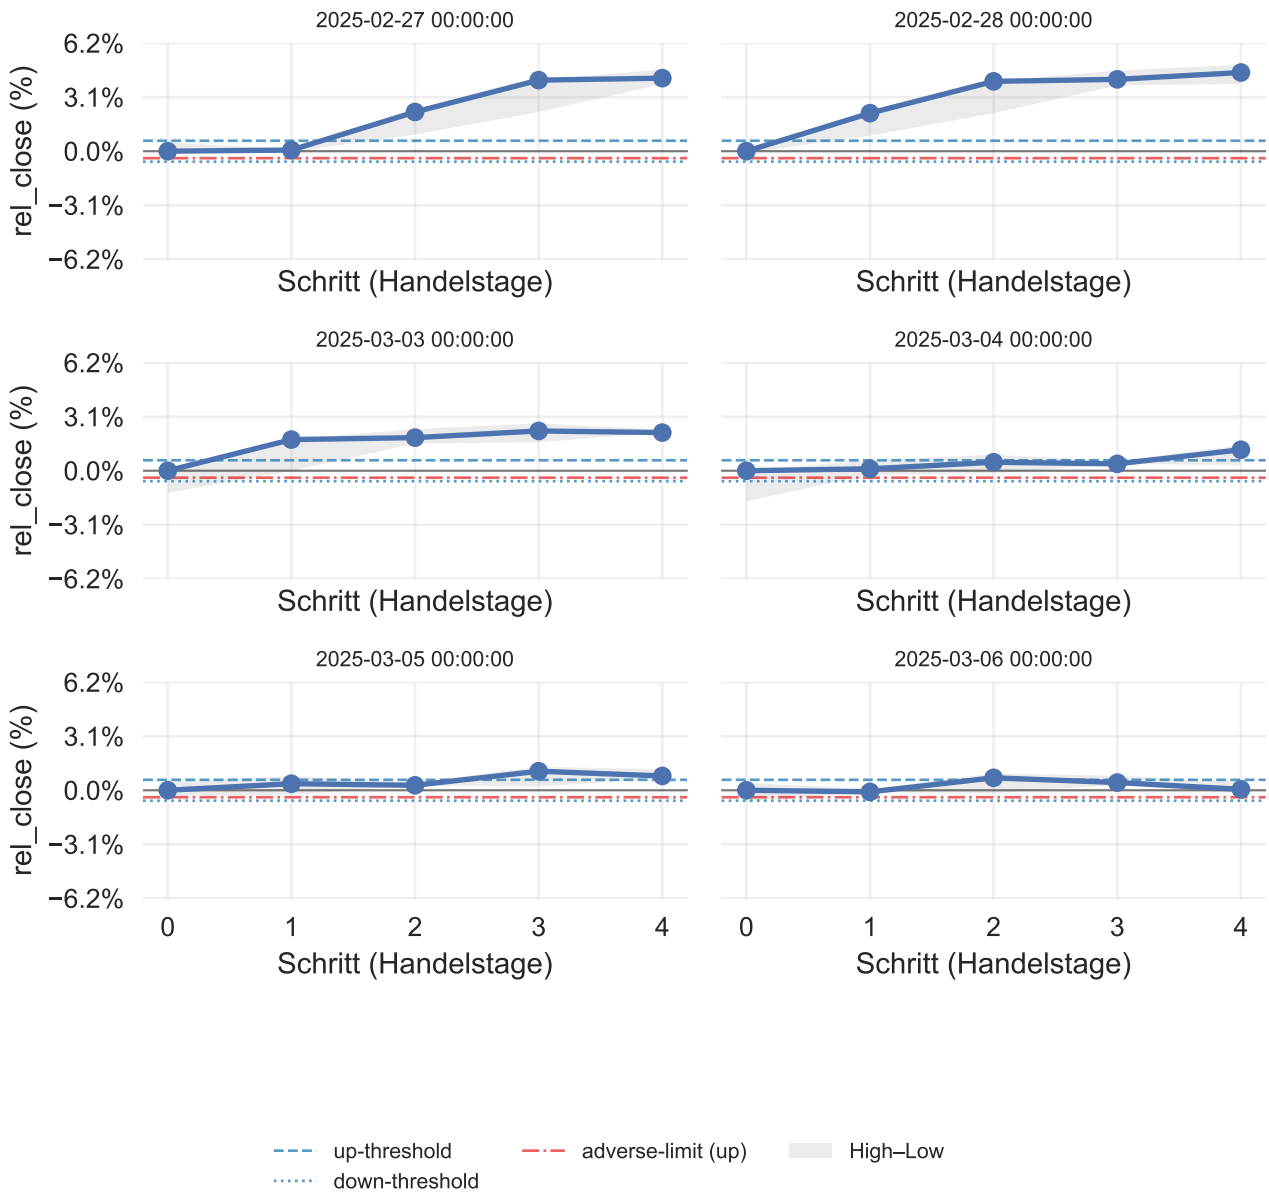 2025-02-27 00:00:00
2025-02-28 00:00:00
rel_close (%)
6.2%
3.1%
0.0%
−3.1%
−6.2%
Schritt (Handelstage)
Schritt (Handelstage)
2025-03-03 00:00:00
2025-03-04 00:00:00
rel_close (%)
6.2%
3.1%
0.0%
−3.1%
−6.2%
Schritt (Handelstage)
Schritt (Handelstage)
2025-03-05 00:00:00
2025-03-06 00:00:00
rel_close (%)
6.2%
3.1%
0.0%
−3.1%
−6.2%
0 1 2 3 4
0 1 2 3 4
Schritt (Handelstage)
Schritt (Handelstage)
up-threshold
adverse-limit (up)
High–Low
down-threshold